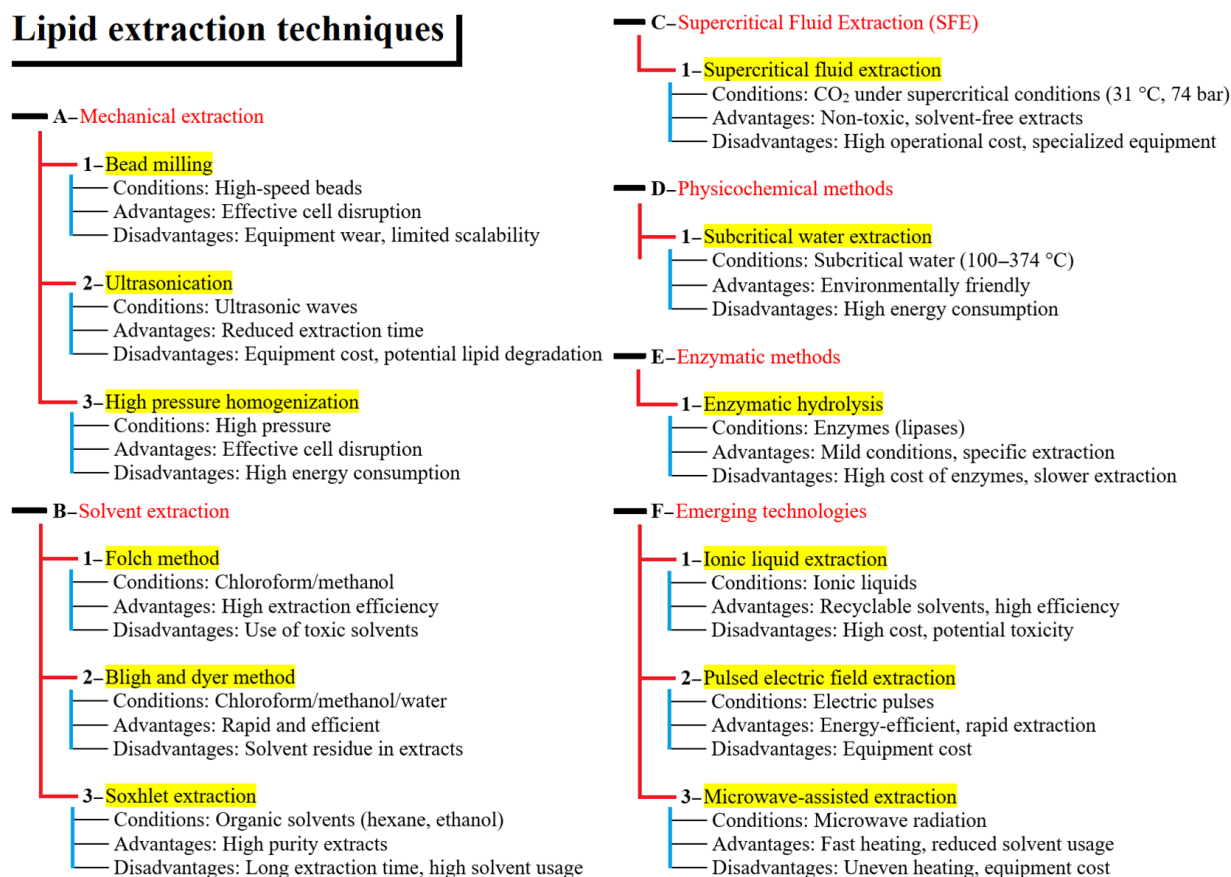 Lipid extraction techniques
A–Mechanical extraction
1–Bead milling
Conditions: High-speed beads
Advantages: Effective cell disruption
Disadvantages: Equipment wear, limited scalability
2–Ultrasonication
Conditions: Ultrasonic waves
Advantages: Reduced extraction time
Disadvantages: Equipment cost, potential lipid degradation
3–High pressure homogenization
Conditions: High pressure
Advantages: Effective cell disruption
Disadvantages: High energy consumption
B–Solvent extraction
1–Folch method
Conditions: Chloroform/methanol
Advantages: High extraction efficiency
Disadvantages: Use of toxic solvents
2–Bligh and dyer method
Conditions: Chloroform/methanol/water
Advantages: Rapid and efficient
Disadvantages: Solvent residue in extracts
3–Soxhlet extraction
Conditions: Organic solvents (hexane, ethanol)
Advantages: High purity extracts
Disadvantages: Long extraction time, high solvent usage
C–Supercritical Fluid Extraction (SFE)
1–Supercritical fluid extraction
Conditions: CO₂ under supercritical conditions (31 °C, 74 bar)
Advantages: Non-toxic, solvent-free extracts
Disadvantages: High operational cost, specialized equipment
D–Physicochemical methods
1–Subcritical water extraction
Conditions: Subcritical water (100–374 °C)
Advantages: Environmentally friendly
Disadvantages: High energy consumption
E–Enzymatic methods
1–Enzymatic hydrolysis
Conditions: Enzymes (lipases)
Advantages: Mild conditions, specific extraction
Disadvantages: High cost of enzymes, slower extraction
F–Emerging technologies
1–Ionic liquid extraction
Conditions: Ionic liquids
Advantages: Recyclable solvents, high efficiency
Disadvantages: High cost, potential toxicity
2–Pulsed electric field extraction
Conditions: Electric pulses
Advantages: Energy-efficient, rapid extraction
Disadvantages: Equipment cost
3–Microwave-assisted extraction
Conditions: Microwave radiation
Advantages: Fast heating, reduced solvent usage
Disadvantages: Uneven heating, equipment cost